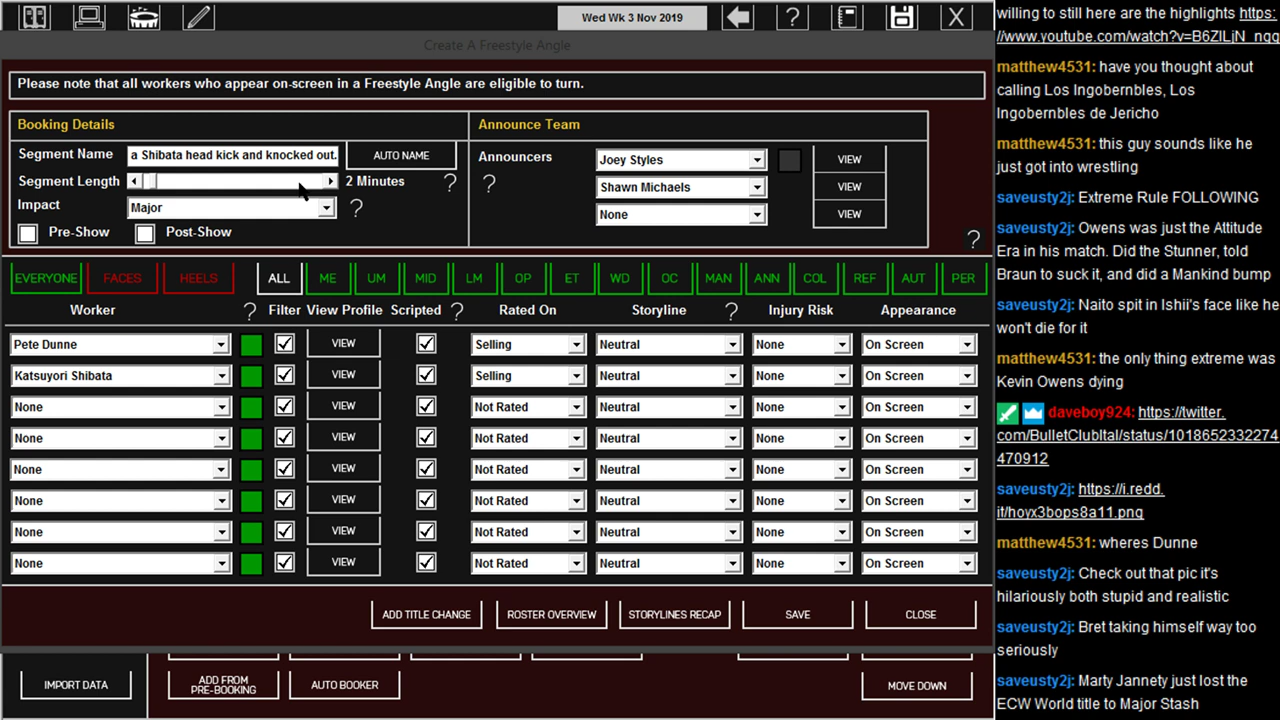 Wed Wk 3 Nov 2019
Create A Freestyle Angle
Please note that all workers who appear on-screen in a Freestyle Angle are eligible to turn.
Booking Details
Segment Name a Shibata head kick and knocked out. AUTO NAME
Segment Length 2 Minutes ?
Impact Major ?
Pre-Show Post-Show
Announce Team
Announcers Joey Styles VIEW
? Shawn Michaels VIEW
None VIEW
?
EVERYONE FACES HEELS ALL ME UM MID LM OP ET WD OC MAN ANN COL REF AUT PER
Worker ? Filter View Profile Scripted ? Rated On Storyline ? Injury Risk Appearance
Pete Dunne VIEW Selling Neutral None On Screen
Katsuyori Shibata VIEW Selling Neutral None On Screen
None VIEW Not Rated Neutral None On Screen
None VIEW Not Rated Neutral None On Screen
None VIEW Not Rated Neutral None On Screen
None VIEW Not Rated Neutral None On Screen
None VIEW Not Rated Neutral None On Screen
None VIEW Not Rated Neutral None On Screen
ADD TITLE CHANGE ROSTER OVERVIEW STORYLINES RECAP SAVE CLOSE
IMPORT DATA ADD FROM PRE-BOOKING AUTO BOOKER MOVE DOWN
willing to still here are the highlights https:
//www.youtube.com/watch?v=B6ZILjN_nqg
matthew4531: have you thought about
calling Los Ingobernbles, Los
Ingobernbles de Jericho
matthew4531: this guy sounds like he
just got into wrestling
saveusty2j: Extreme Rule FOLLOWING
saveusty2j: Owens was just the Attitude
Era in his match. Did the Stunner, told
Braun to suck it, and did a Mankind bump
saveusty2j: Naito spit in Ishii's face like he
won't die for it
matthew4531: the only thing extreme was
Kevin Owens dying
daveboy924: https://twitter.
com/BulletClubItal/status/1018652332274
470912
saveusty2j: https://i.redd.
it/hoyx3bops8a11.png
matthew4531: wheres Dunne
saveusty2j: Check out that pic it's
hilariously both stupid and realistic
saveusty2j: Bret taking himself way too
seriously
saveusty2j: Marty Jannety just lost the
ECW World title to Major Stash